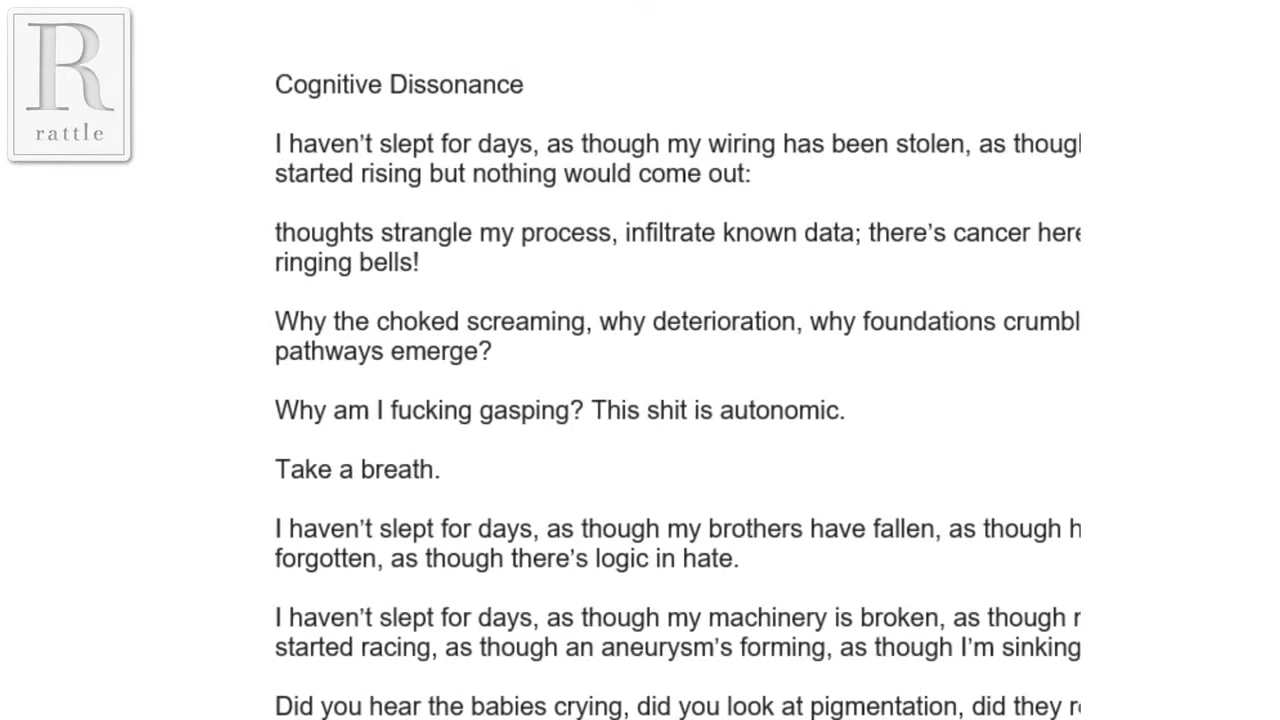 R
rattle
Cognitive Dissonance
I haven't slept for days, as though my wiring has been stolen, as
started rising but nothing would come out:
thoughts strangle my process, infiltrate known data; there's cancer here
ringing bells!
Why the choked screaming, why deterioration, why foundations
pathways emerge?
Why am I fucking gasping? This shit is autonomic.
Take a breath.
I haven't slept for days, as though my brothers have fallen, as though
forgotten, as though there's logic in hate.
I haven't slept for days, as though my machinery is broken, as though
started racing, as though an aneurysm's forming, as though I'm sinking
Did you hear the babies crying, did you look at pigmentation, did they